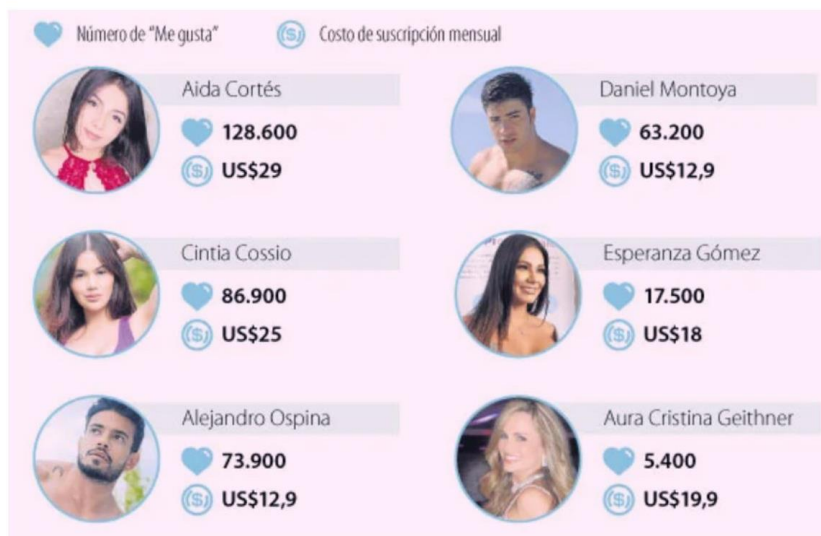 Número de "Me gusta"
Costo de suscripción mensual
Aida Cortés
128.600
US$29
Daniel Montoya
63.200
US$12,9
Cintia Cossio
86.900
US$25
Esperanza Gómez
17.500
US$18
Alejandro Ospina
73.900
US$12,9
Aura Cristina Geithner
5.400
US$19,9